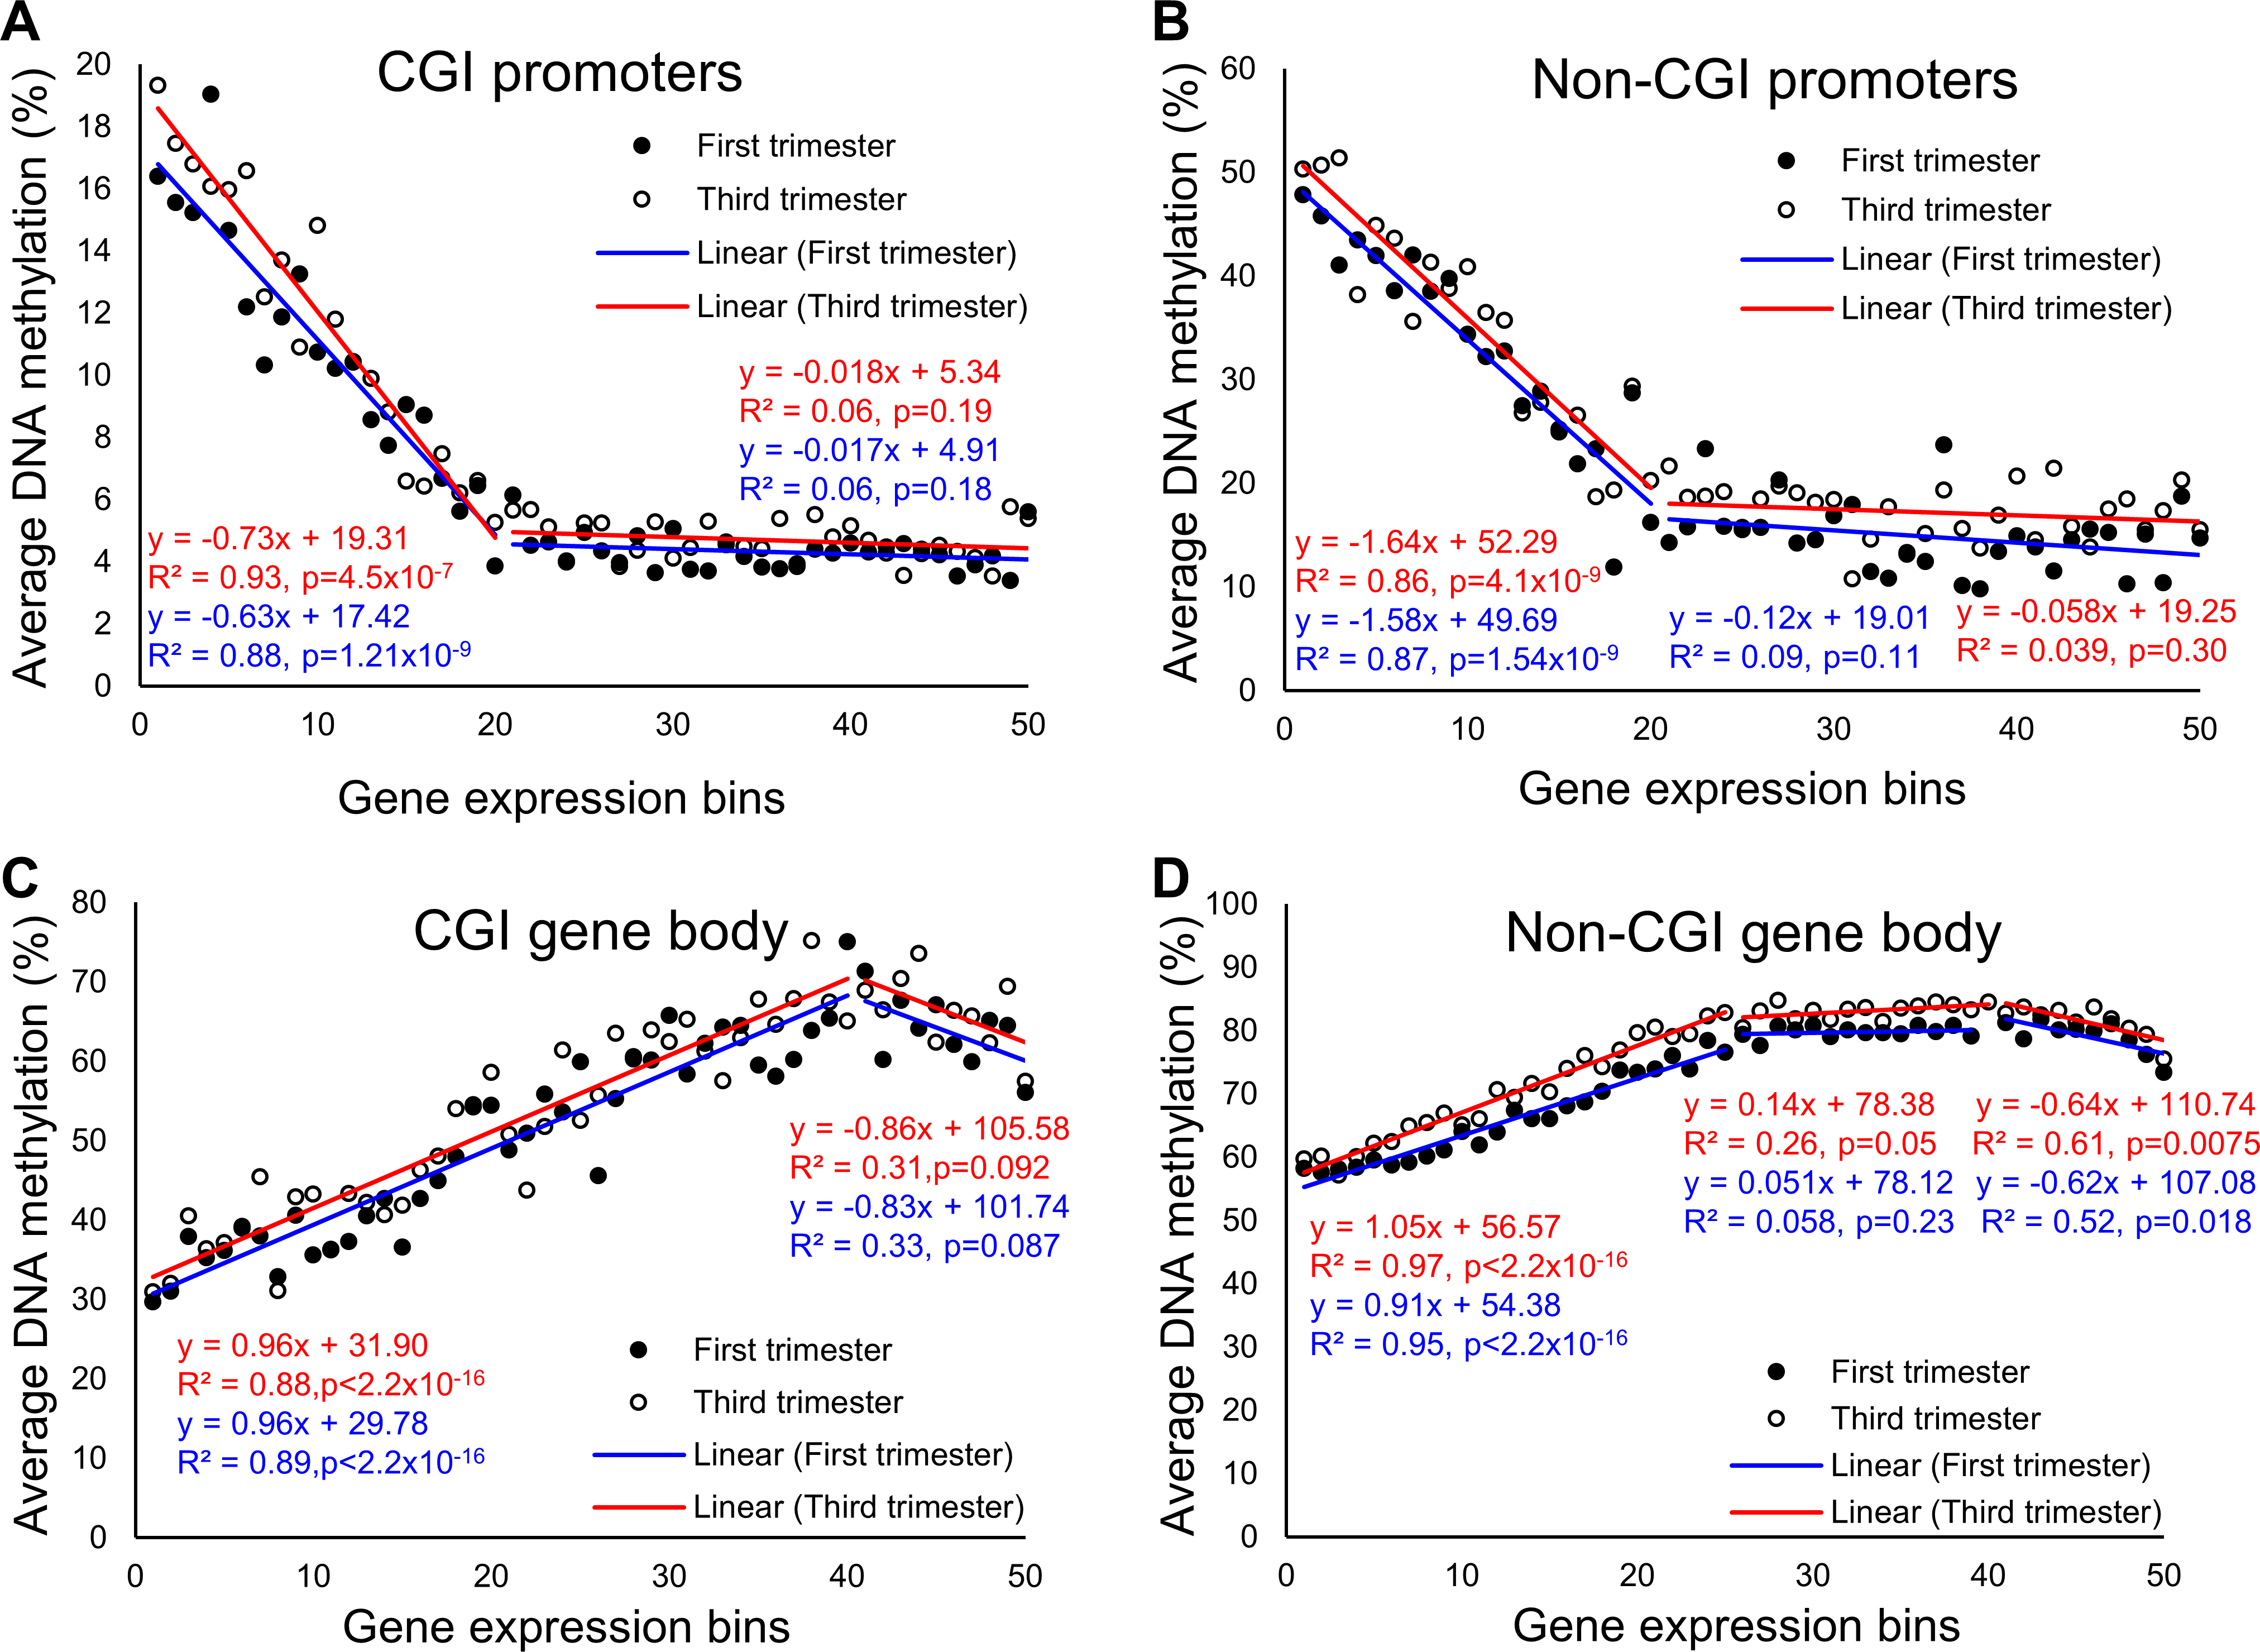 A
CGI promoters
Average DNA methylation (%)
20
18
16
14
12
10
8
6
4
2
0
First trimester
Third trimester
Linear (First trimester)
Linear (Third trimester)
y = -0.018x + 5.34
R² = 0.06, p=0.19
y = -0.017x + 4.91
R² = 0.06, p=0.18
y = -0.73x + 19.31
R² = 0.93, p=4.5x10-7
y = -0.63x + 17.42
R² = 0.88, p=1.21x10-9
0 10 20 30 40 50
Gene expression bins
B
Non-CGI promoters
Average DNA methylation (%)
60
50
40
30
20
10
0
First trimester
Third trimester
Linear (First trimester)
Linear (Third trimester)
y = -1.64x + 52.29
R² = 0.86, p=4.1x10-9
y = -1.58x + 49.69
R² = 0.87, p=1.54x10-9
y = -0.12x + 19.01
R² = 0.09, p=0.11
y = -0.058x + 19.25
R² = 0.039, p=0.30
0 10 20 30 40 50
Gene expression bins
C
CGI gene body
Average DNA methylation (%)
80
70
60
50
40
30
20
10
0
y = -0.86x + 105.58
R² = 0.31,p=0.092
y = -0.83x + 101.74
R² = 0.33, p=0.087
y = 0.96x + 31.90
R² = 0.88,p<2.2x10-16
y = 0.96x + 29.78
R² = 0.89,p<2.2x10-16
First trimester
Third trimester
Linear (First trimester)
Linear (Third trimester)
0 10 20 30 40 50
Gene expression bins
D
Non-CGI gene body
Average DNA methylation (%)
100
90
80
70
60
50
40
30
20
10
0
y = 0.14x + 78.38
R² = 0.26, p=0.05
y = 0.051x + 78.12
R² = 0.058, p=0.23
y = -0.64x + 110.74
R² = 0.61, p=0.0075
y = -0.62x + 107.08
R² = 0.52, p=0.018
y = 1.05x + 56.57
R² = 0.97, p<2.2x10-16
y = 0.91x + 54.38
R² = 0.95, p<2.2x10-16
First trimester
Third trimester
Linear (First trimester)
Linear (Third trimester)
0 10 20 30 40 50
Gene expression bins